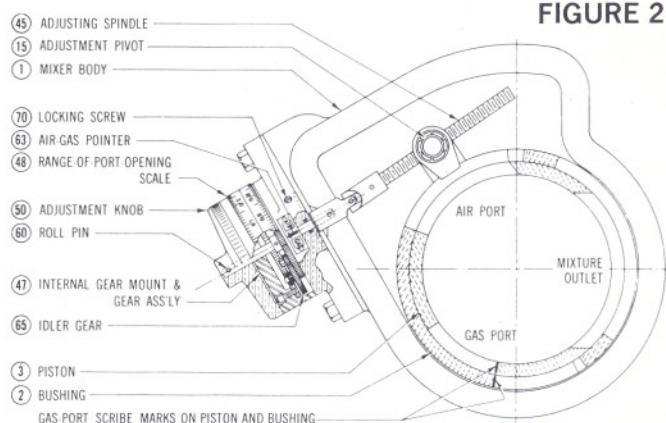 FIGURE 2
45 ADJUSTING SPINDLE
15 ADJUSTMENT PIVOT
1 MIXER BODY
70 LOCKING SCREW
63 AIR-GAS POINTER
48 RANGE-OF-PORT-OPENING
SCALE
50 ADJUSTMENT KNOB
60 ROLL PIN
47 INTERNAL GEAR MOUNT &
GEAR ASS'LY
65 IDLER GEAR
3 PISTON
2 BUSHING
GAS-PORT SCRIBE MARKS ON PISTON AND BUSHING
AIR PORT
MIXTURE
OUTLET
GAS PORT